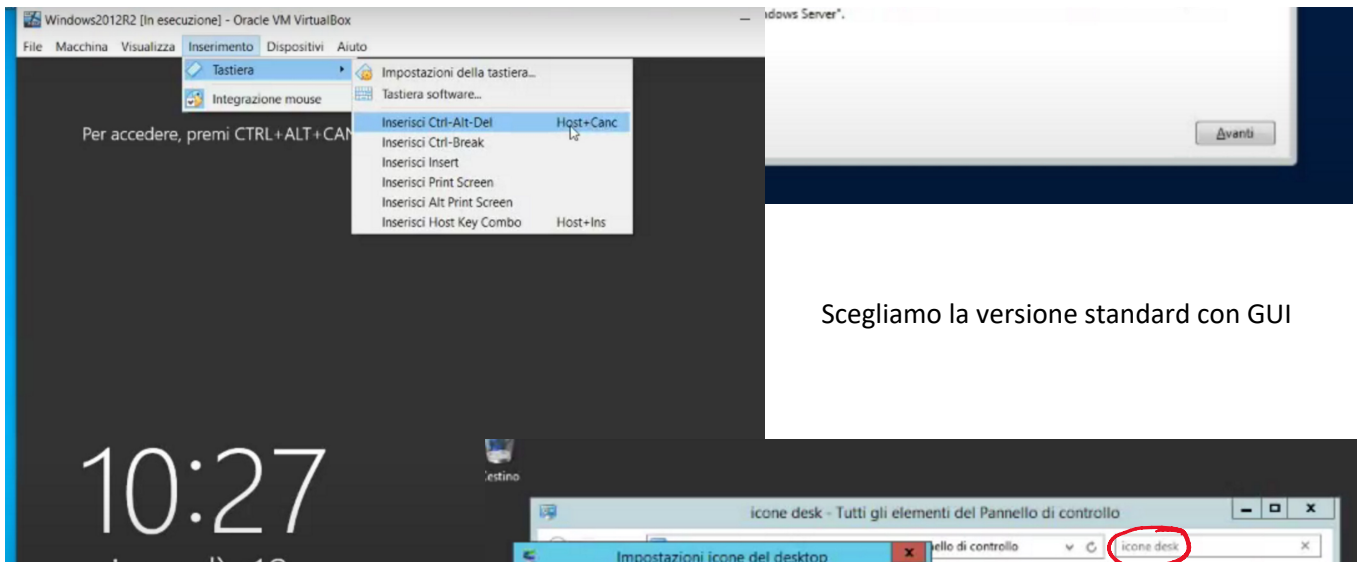 Windows2012R2 [In esecuzione] - Oracle VM VirtualBox
File Macchina Visualizza Inserimento Dispositivi Aiuto
Tastiera
Integrazione mouse
Impostazioni della tastiera...
Tastiera software...
Inserisci Ctrl-Alt-Del Host+Canc
Inserisci Ctrl-Break
Inserisci Insert
Inserisci Print Screen
Inserisci Alt Print Screen
Inserisci Host Key Combo Host+Ins
Per accedere, premi CTRL+ALT+CAN
10:27
Server".
Avanti
Scegliamo la versione standard con GUI
icone desk - Tutti gli elementi del Pannello di controllo
di controllo
icone desk
Impostazioni icone del desktop